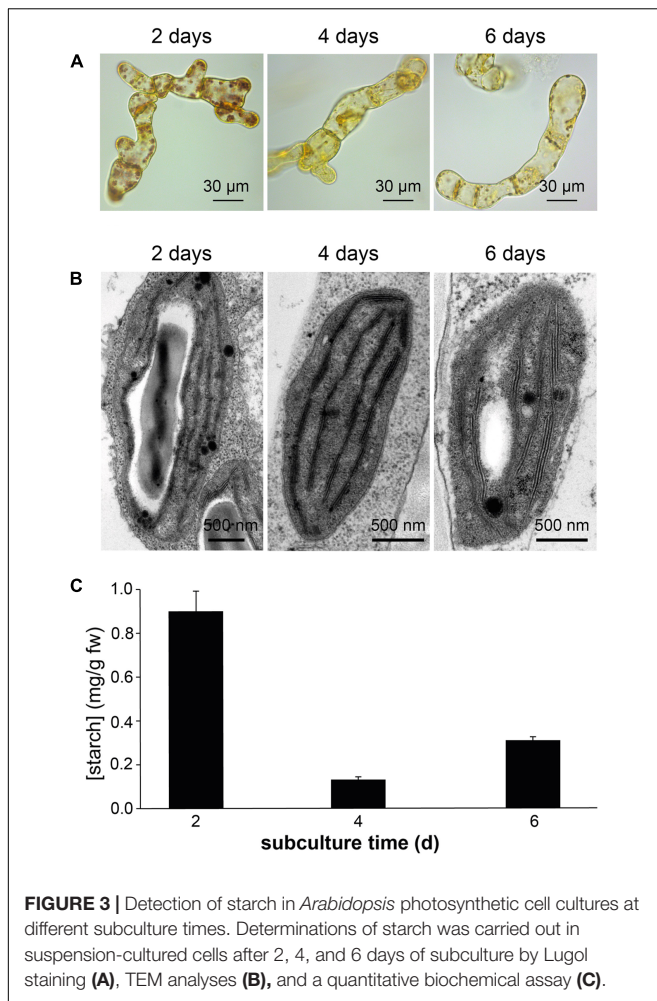 2 days 4 days 6 days
A
30 µm 30 µm 30 µm
2 days 4 days 6 days
B
500 nm 500 nm 500 nm
C
[starch] (mg/g fw)
1.0
0.8
0.6
0.4
0.2
0.0
2 4 6
subculture time (d)
FIGURE 3 | Detection of starch in Arabidopsis photosynthetic cell cultures at
different subculture times. Determinations of starch was carried out in
suspension-cultured cells after 2, 4, and 6 days of subculture by Lugol
staining (A), TEM analyses (B), and a quantitative biochemical assay (C).